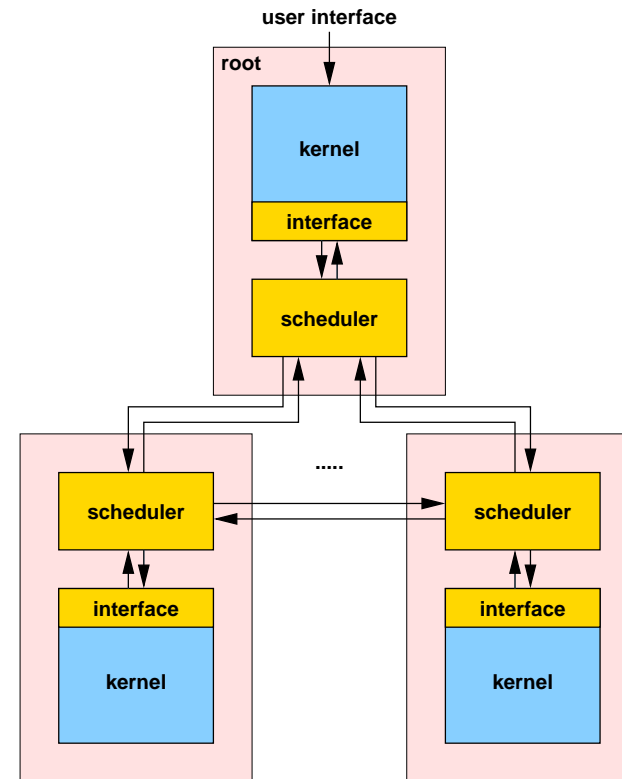 user interface
root
kernel
interface
scheduler
.....
scheduler
scheduler
interface
interface
kernel
kernel